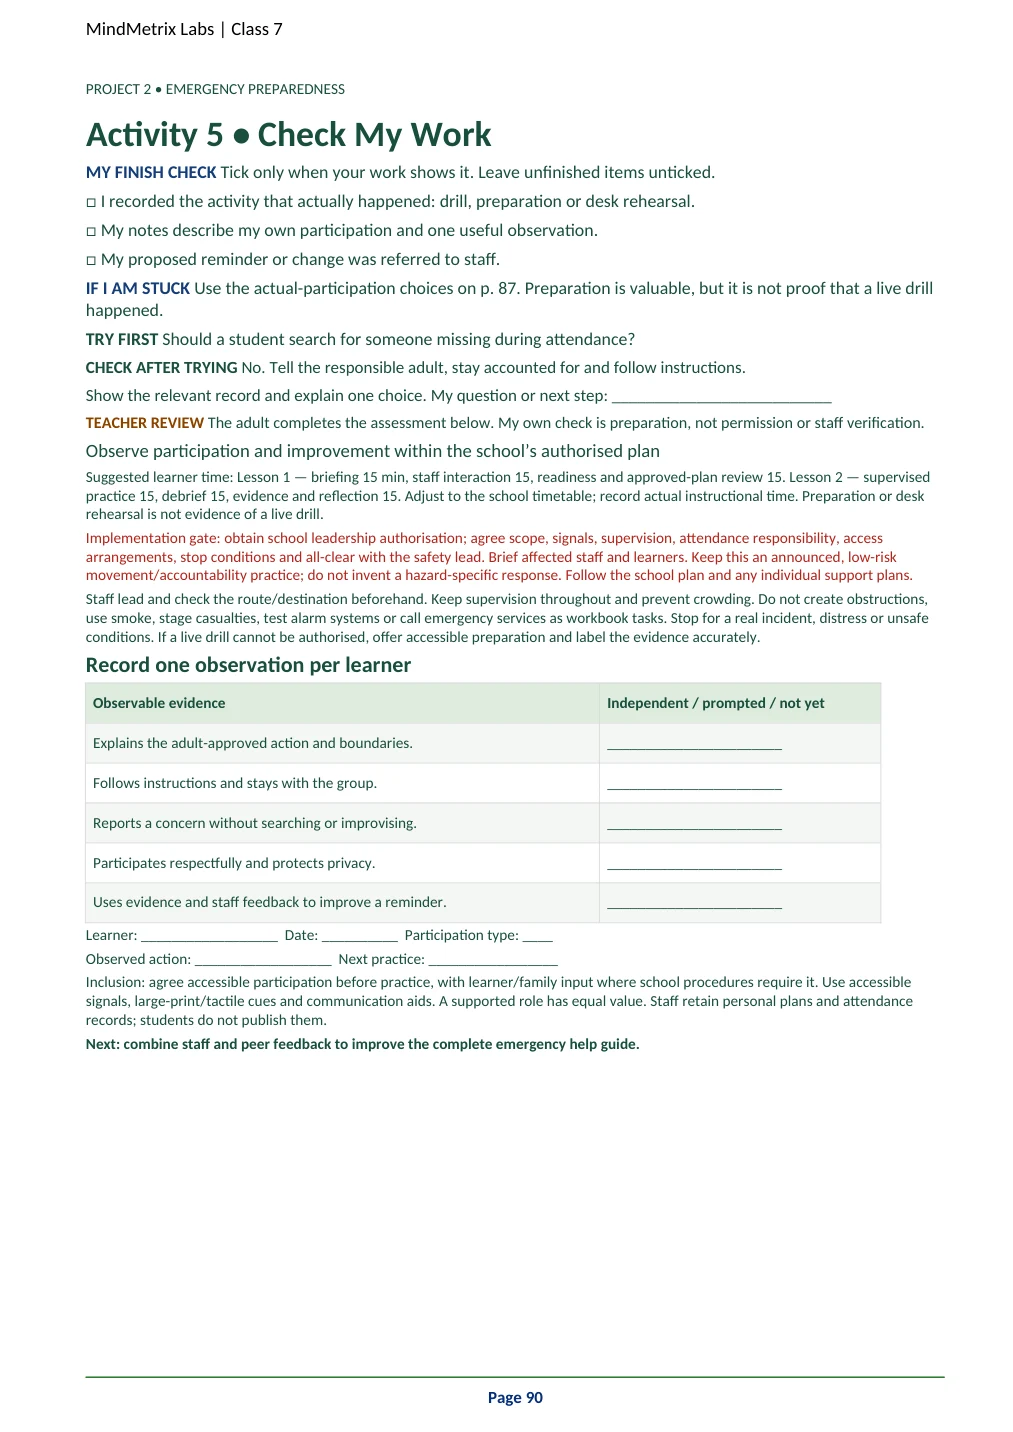 MindMetrix Labs | Class 7
PROJECT 2 • EMERGENCY PREPAREDNESS
Activity 5 • Check My Work
MY FINISH CHECK Tick only when your work shows it. Leave unfinished items unticked.
□ I recorded the activity that actually happened: drill, preparation or desk rehearsal.
□ My notes describe my own participation and one useful observation.
□ My proposed reminder or change was referred to staff.
IF I AM STUCK Use the actual-participation choices on p. 87. Preparation is valuable, but it is not proof that a live drill
happened.
TRY FIRST Should a student search for someone missing during attendance?
CHECK AFTER TRYING No. Tell the responsible adult, stay accounted for and follow instructions.
Show the relevant record and explain one choice. My question or next step: __________________________
TEACHER REVIEW The adult completes the assessment below. My own check is preparation, not permission or staff verification.
Observe participation and improvement within the school’s authorised plan
Suggested learner time: Lesson 1 — briefing 15 min, staff interaction 15, readiness and approved-plan review 15. Lesson 2 — supervised
practice 15, debrief 15, evidence and reflection 15. Adjust to the school timetable; record actual instructional time. Preparation or desk
rehearsal is not evidence of a live drill.
Implementation gate: obtain school leadership authorisation; agree scope, signals, supervision, attendance responsibility, access
arrangements, stop conditions and all-clear with the safety lead. Brief affected staff and learners. Keep this an announced, low-risk
movement/accountability practice; do not invent a hazard-specific response. Follow the school plan and any individual support plans.
Staff lead and check the route/destination beforehand. Keep supervision throughout and prevent crowding. Do not create obstructions,
use smoke, stage casualties, test alarm systems or call emergency services as workbook tasks. Stop for a real incident, distress or unsafe
conditions. If a live drill cannot be authorised, offer accessible preparation and label the evidence accurately.
Record one observation per learner
Observable evidence Independent / prompted / not yet
Explains the adult-approved action and boundaries. _______________________
Follows instructions and stays with the group. _______________________
Reports a concern without searching or improvising. _______________________
Participates respectfully and protects privacy. _______________________
Uses evidence and staff feedback to improve a reminder. _______________________
Learner: __________________ Date: __________ Participation type: ____
Observed action: __________________ Next practice: _________________
Inclusion: agree accessible participation before practice, with learner/family input where school procedures require it. Use accessible
signals, large-print/tactile cues and communication aids. A supported role has equal value. Staff retain personal plans and attendance
records; students do not publish them.
Next: combine staff and peer feedback to improve the complete emergency help guide.
Page 90